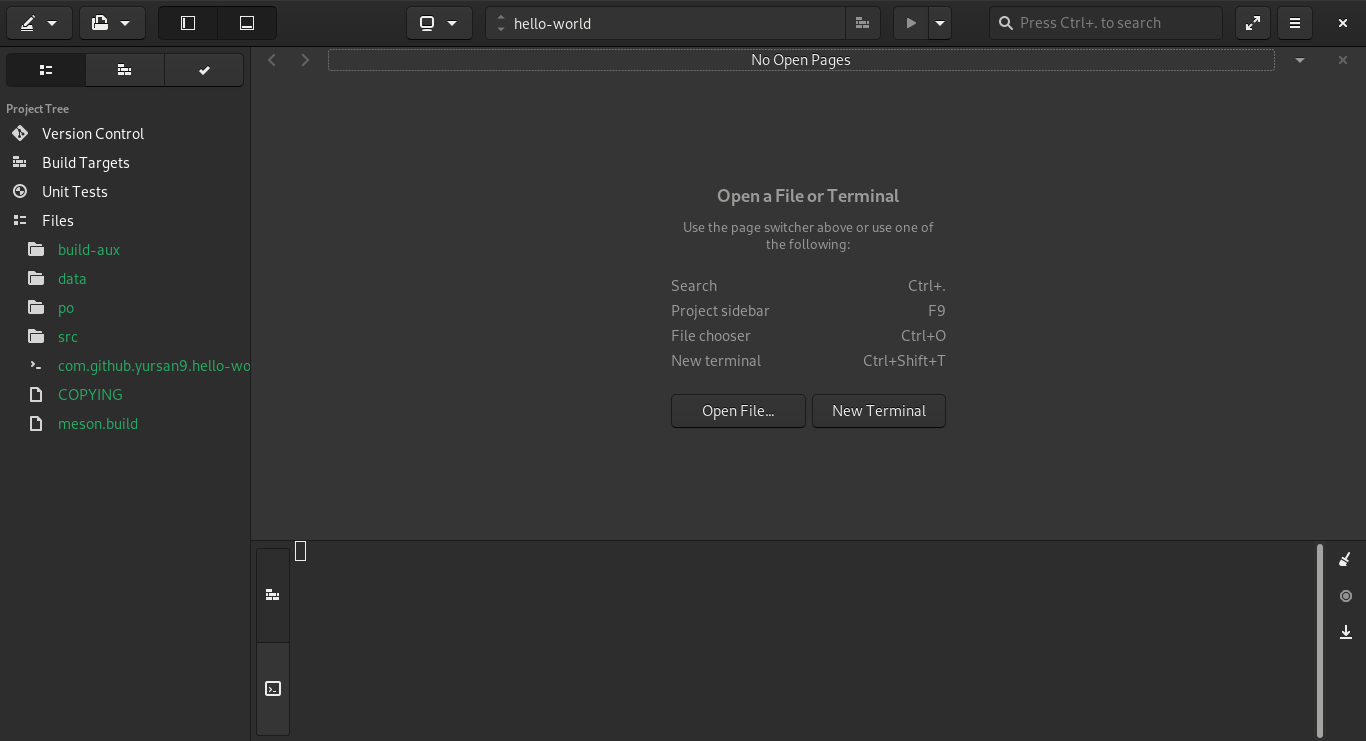 hello-world
Press Ctrl+. to search
No Open Pages
Project Tree
Version Control
Build Targets
Unit Tests
Files
build-aux
data
po
src
com.github.yursan9.hello-wo
COPYING
meson.build
Open a File or Terminal
Use the page switcher above or use one of
the following:
Search Ctrl+.
Project sidebar F9
File chooser Ctrl+O
New terminal Ctrl+Shift+T
Open File... New Terminal